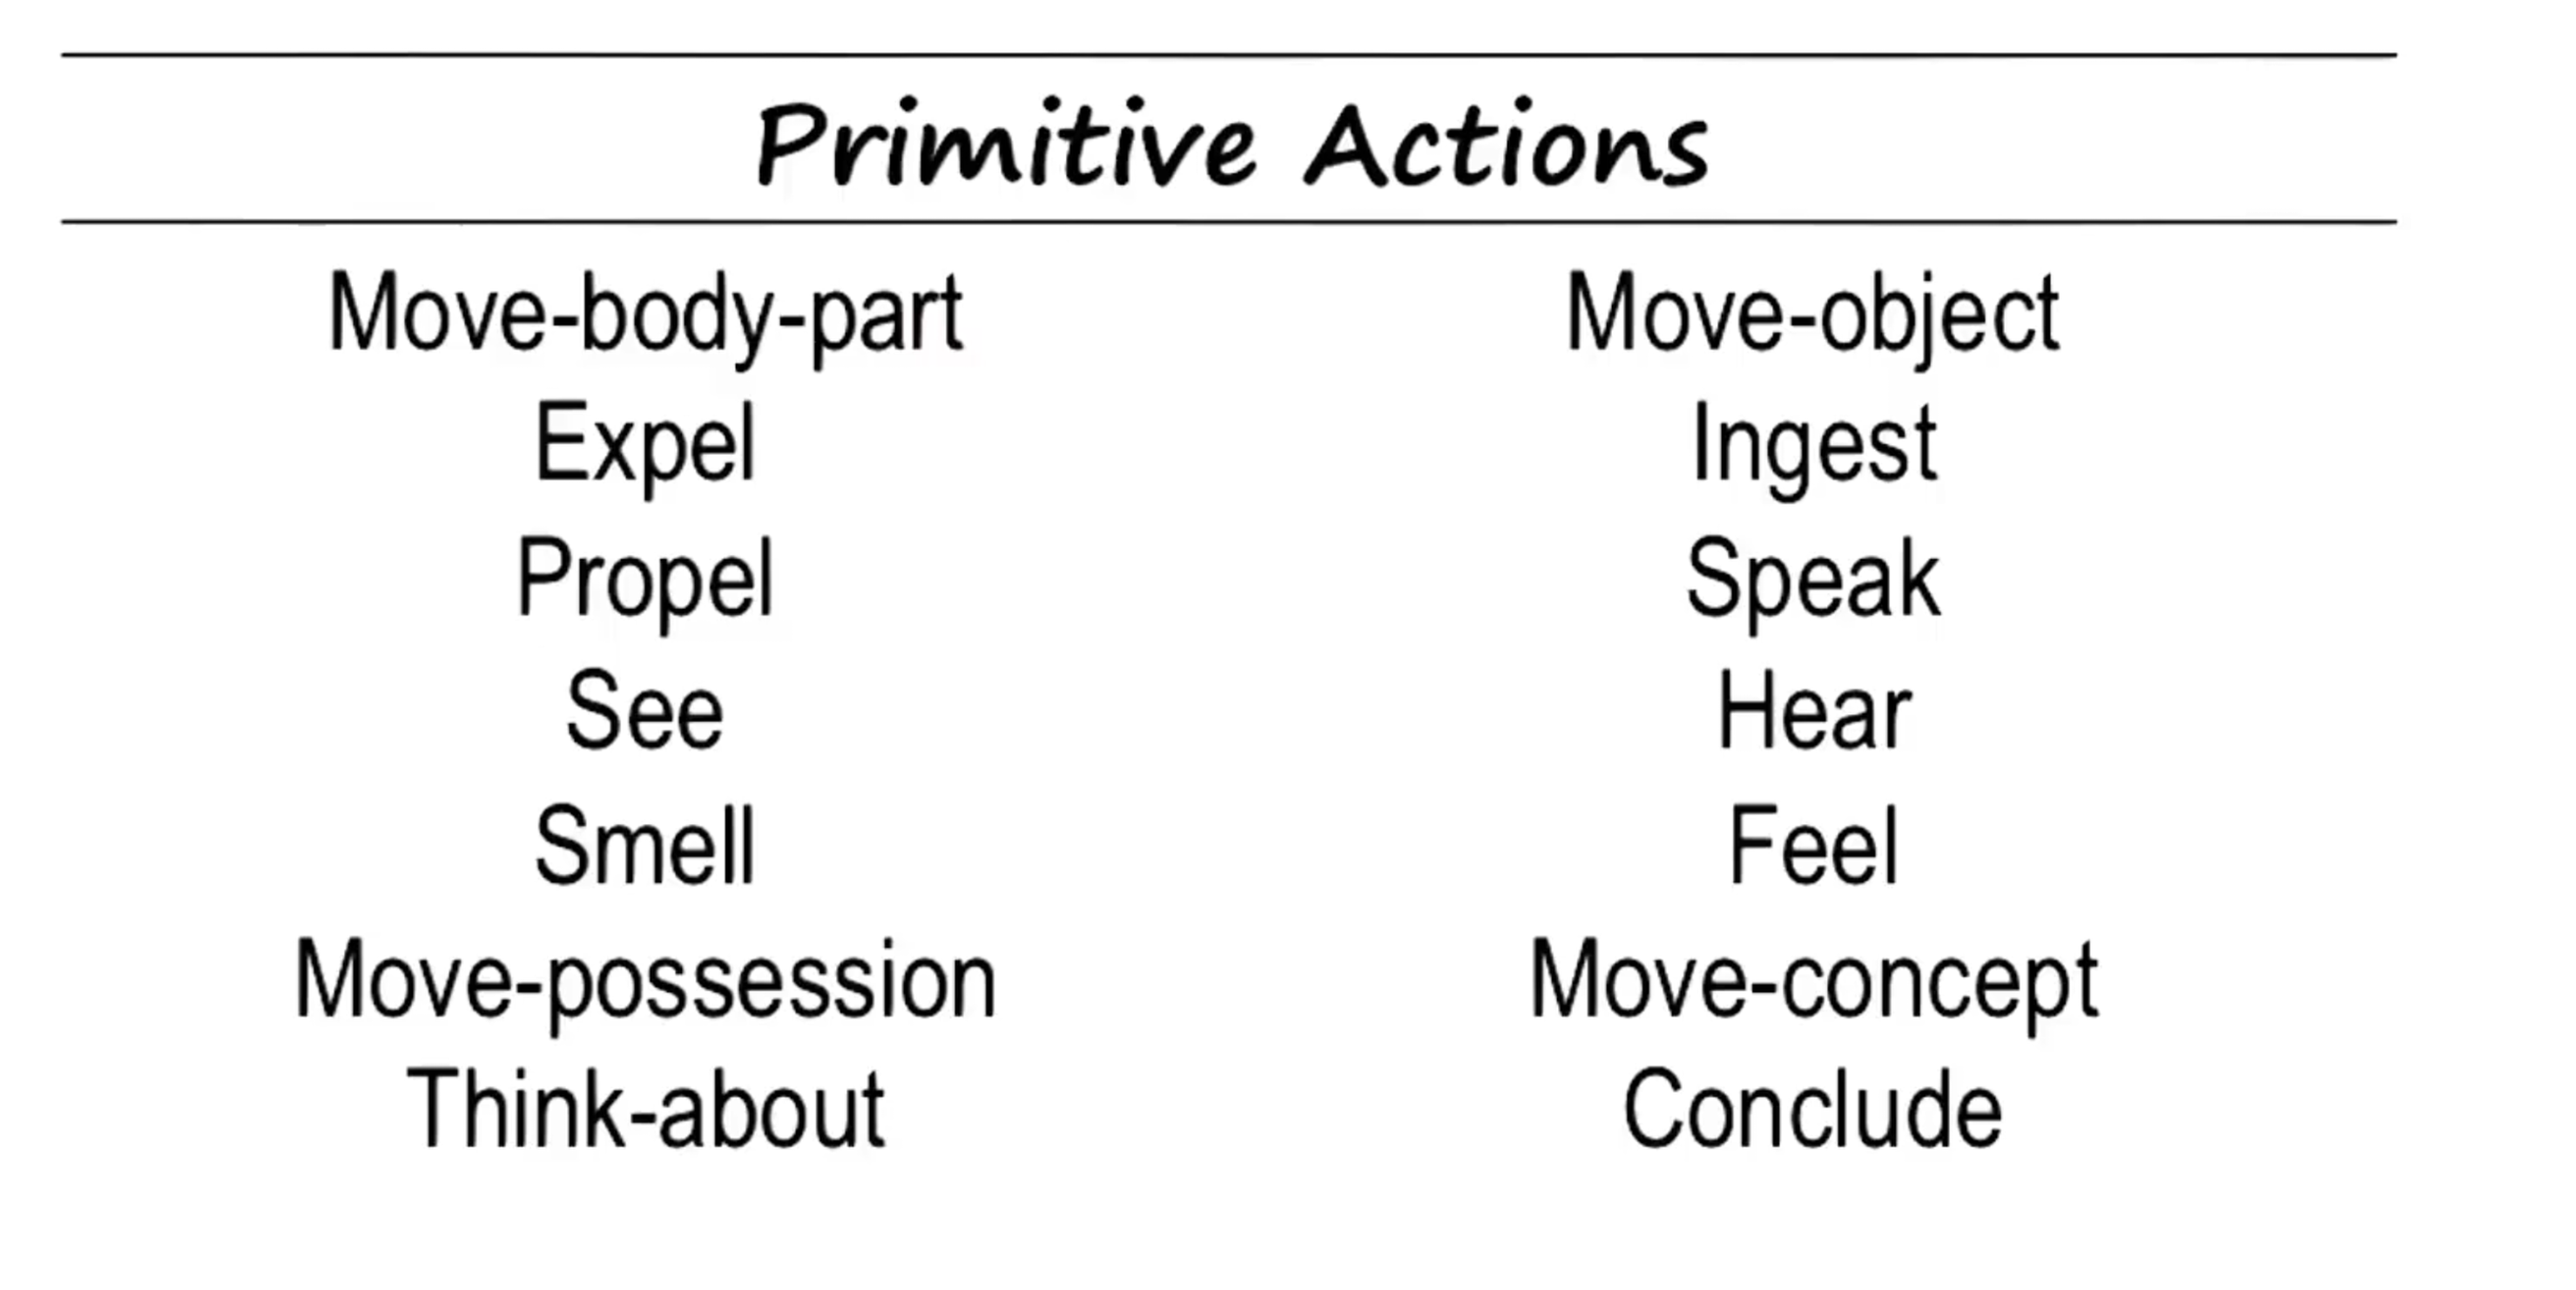 Primitive Actions
Move-body-part Move-object
Expel Ingest
Propel Speak
See Hear
Smell Feel
Move-possession Move-concept
Think-about Conclude